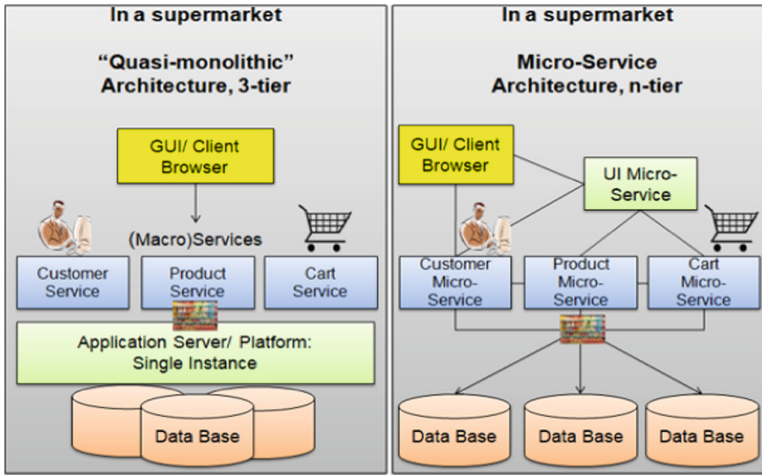 In a supermarket
“Quasi-monolithic”
Architecture, 3-tier
GUI/ Client
Browser
(Macro)Services
Customer
Service
Product
Service
Cart
Service
Application Server/ Platform:
Single Instance
Data Base
In a supermarket
Micro-Service
Architecture, n-tier
GUI/ Client
Browser
UI Micro-
Service
Customer
Micro-
Service
Product
Micro-
Service
Cart
Micro-
Service
Data Base
Data Base
Data Base